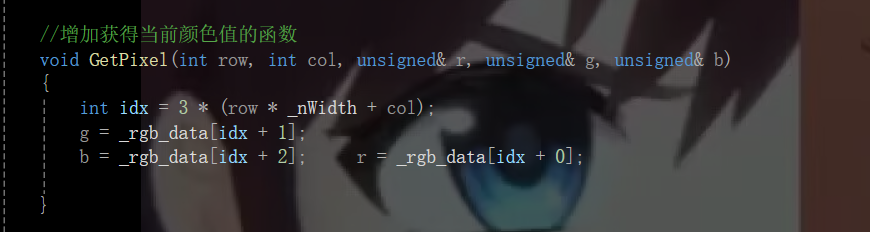 //增加获得当前颜色值的函数
void GetPixel(int row, int col, unsigned& r, unsigned& g, unsigned& b)
{
    int idx = 3 * (row * _nWidth + col);
    g = _rgb_data[idx + 1];
    b = _rgb_data[idx + 2];    r = _rgb_data[idx + 0];
}